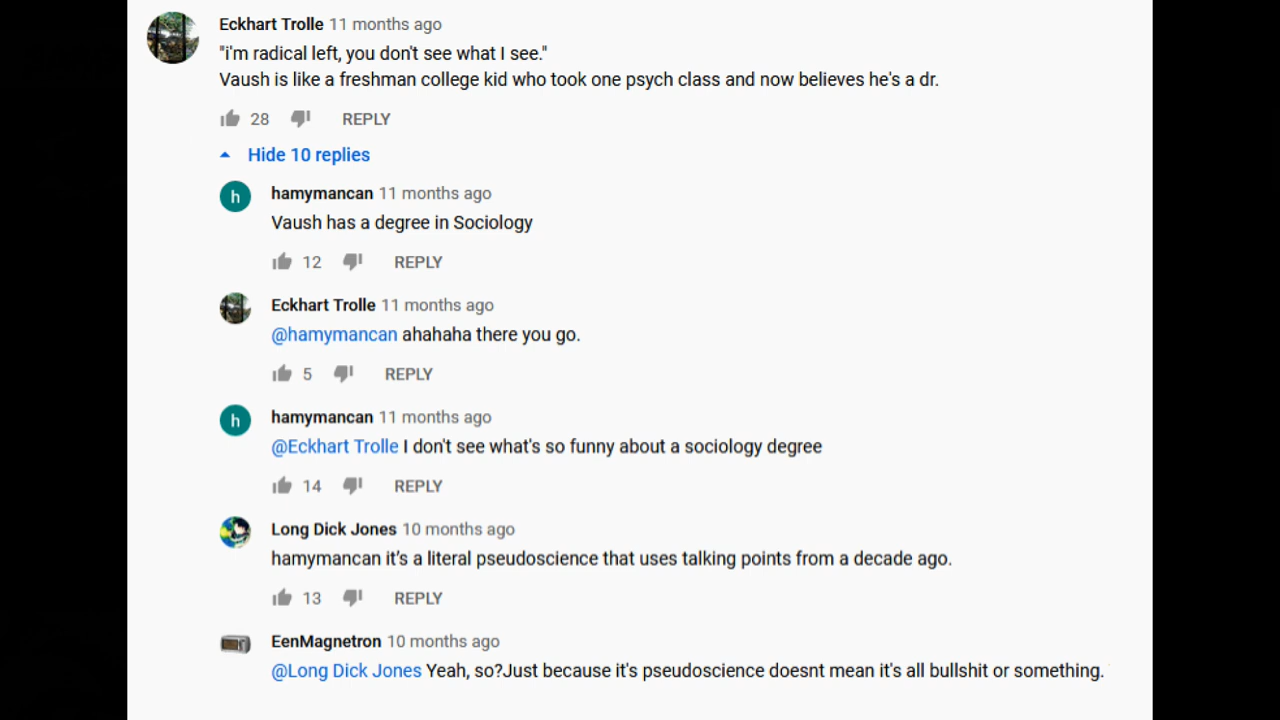 Eckhart Trolle 11 months ago
"i'm radical left, you don't see what I see."
Vaush is like a freshman college kid who took one psych class and now believes he's a dr.
28 REPLY
Hide 10 replies
h hamymancan 11 months ago
Vaush has a degree in Sociology
12 REPLY
Eckhart Trolle 11 months ago
@hamymancan ahahaha there you go.
5 REPLY
h hamymancan 11 months ago
@Eckhart Trolle I don't see what's so funny about a sociology degree
14 REPLY
Long Dick Jones 10 months ago
hamymancan it's a literal pseudoscience that uses talking points from a decade ago.
13 REPLY
EenMagnetron 10 months ago
@Long Dick Jones Yeah, so?Just because it's pseudoscience doesnt mean it's all bullshit or something.